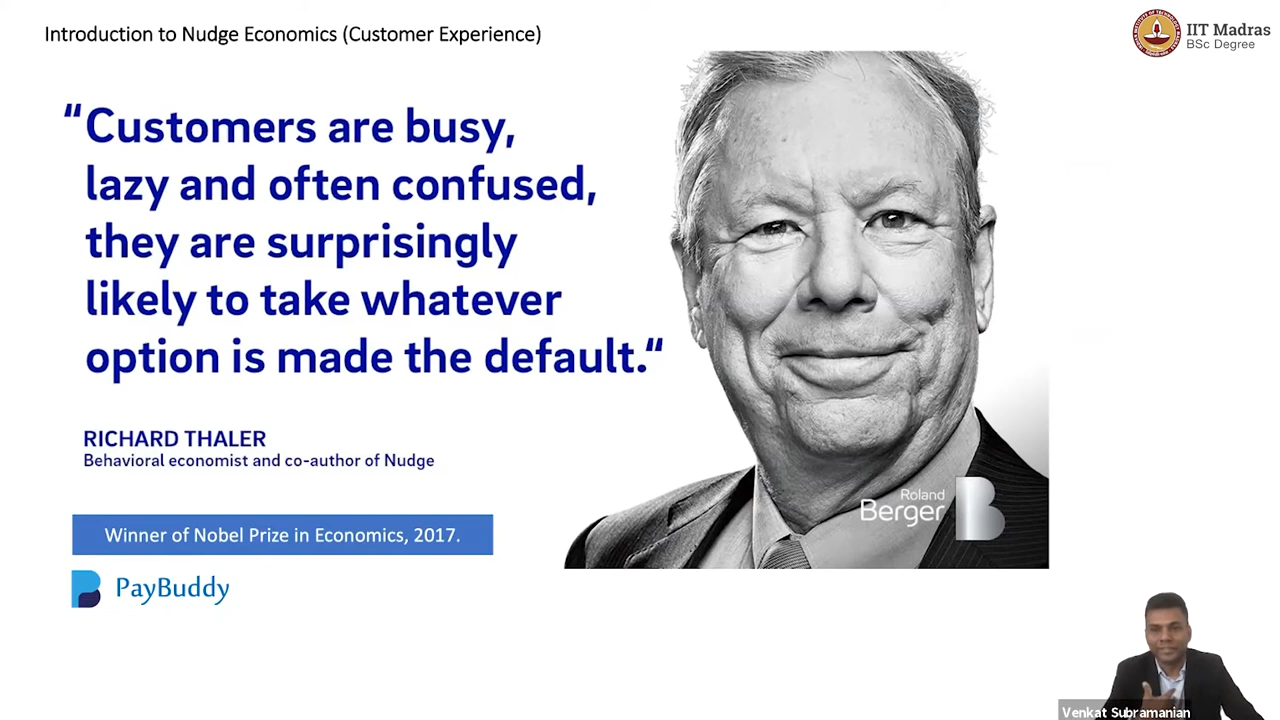 Introduction to Nudge Economics (Customer Experience)
IIT Madras
BSc Degree
“Customers are busy,
lazy and often confused,
they are surprisingly
likely to take whatever
option is made the default.“
RICHARD THALER
Behavioral economist and co-author of Nudge
Roland
Berger
Winner of Nobel Prize in Economics, 2017.
PayBuddy
Venkat Subramanian